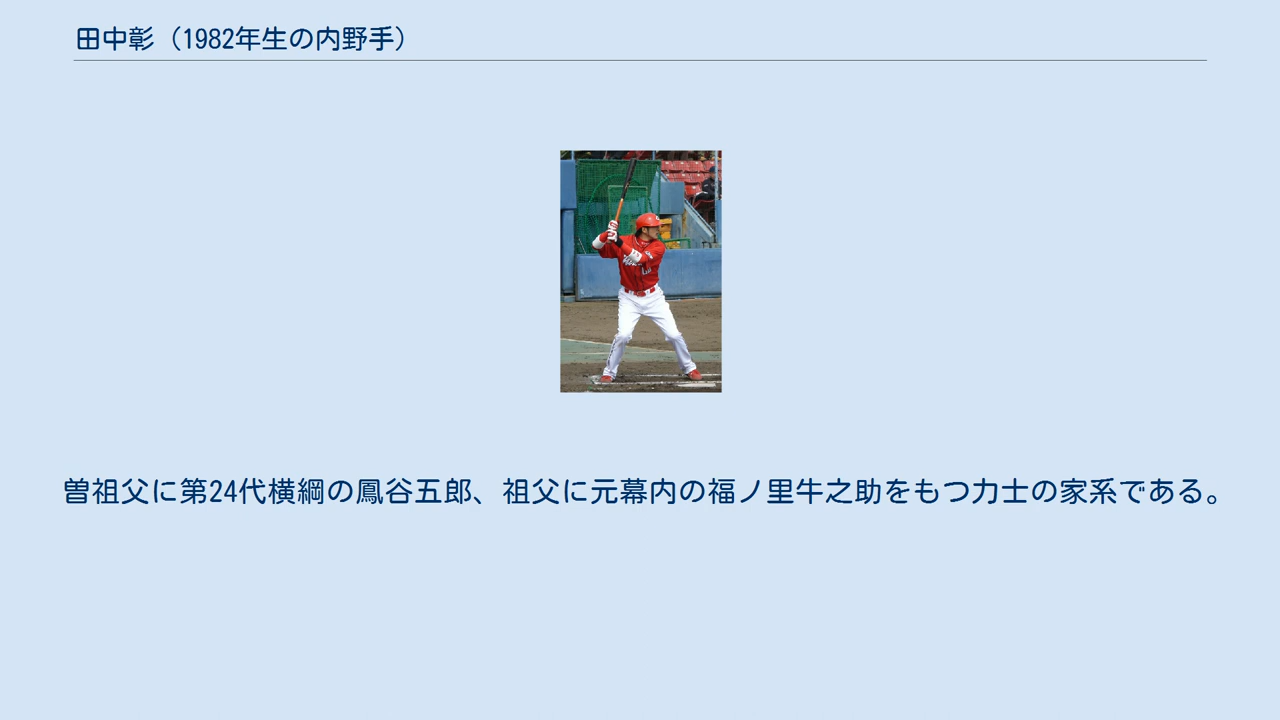 田中彰（1982年生の内野手）
曽祖父に第24代横綱の鳳谷五郎、祖父に元幕内の福ノ里牛之助をもつ力士の家系である。